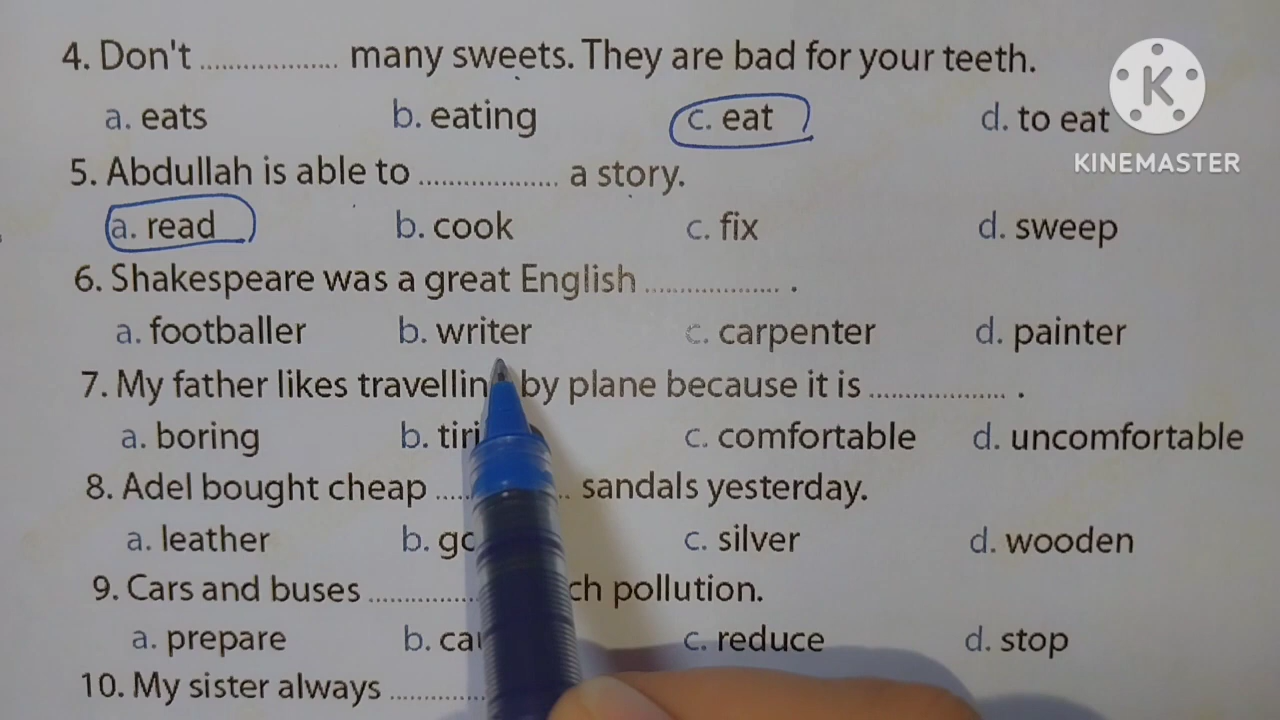 4. Don't ................... many sweets. They are bad for your teeth.
a. eats b. eating c. eat d. to eat
K
KINEMASTER
5. Abdullah is able to ................... a story.
a. read b. cook c. fix d. sweep
6. Shakespeare was a great English ................... .
a. footballer b. writer c. carpenter d. painter
7. My father likes travelling by plane because it is ................... .
a. boring b. c. comfortable d. uncomfortable
8. Adel bought cheap ................... sandals yesterday.
a. leather b. c. silver d. wooden
9. Cars and buses ................... pollution.
a. prepare b. c. reduce d. stop
10. My sister always ...........